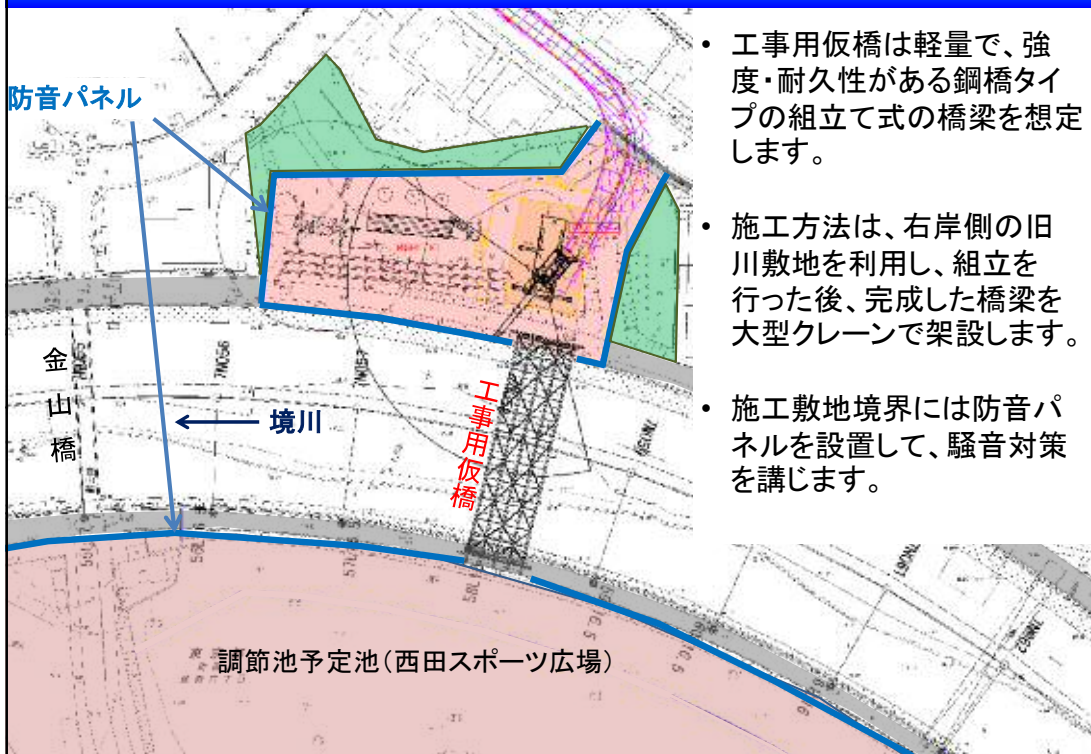 防音パネル
金山橋
境川
工事用仮橋
調節池予定池(西田スポーツ広場)
7NO56
• 工事用仮橋は軽量で、強
度・耐久性がある鋼橋タイ
プの組立て式の橋梁を想定
します。
• 施工方法は、右岸側の旧
川敷地を利用し、組立を
行った後、完成した橋梁を
大型クレーンで架設します。
• 施工敷地境界には防音パ
ネルを設置して、騒音対策
を講じます。